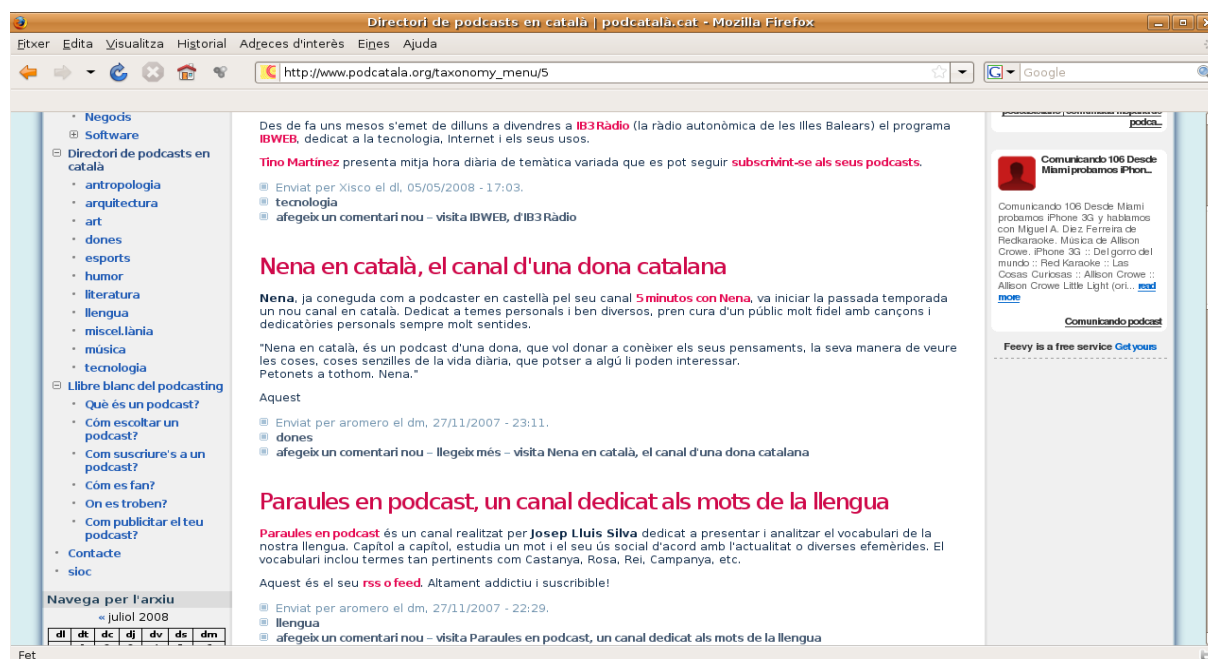 Directori de podcasts en català | podcatalà.cat - Mozilla Firefox
Fitxer Edita Visualitza Historial Adreces d'interès Eines Ajuda
http://www.podcatala.org/taxonomy_menu/5
Google
Negocis
Software
Directori de podcasts en
català
antropologia
arquitectura
art
dones
esports
humor
literatura
llengua
miscel.lània
música
tecnologia
Llibre blanc del podcasting
Què és un podcast?
Cóm escoltar un
podcast?
Com suscriure's a un
podcast?
Cóm es fan?
On es troben?
Com publicitar el teu
podcast?
Contacte
sioc
Navega per l'arxiu
« juliol 2008
dl dt dc dj dv ds dm
Des de fa uns mesos s'emet de dilluns a divendres a IB3 Ràdio (la ràdio autonòmica de les Illes Balears) el programa
IBWEB, dedicat a la tecnologia, Internet i els seus usos.
Tino Martínez presenta mitja hora diària de temàtica variada que es pot seguir subscrivint-se als seus podcasts.
Enviat per Xisco el dl, 05/05/2008 - 17:03.
tecnologia
afegeix un comentari nou – visita IBWEB, d'IB3 Ràdio
Nena en català, el canal d'una dona catalana
Nena, ja coneguda com a podcaster en castellà pel seu canal 5 minutos con Nena, va iniciar la passada temporada
un nou canal en català. Dedicat a temes personals i ben diversos, pren cura d'un públic molt fidel amb cançons i
dedicatòries personals sempre molt sentides.
"Nena en català, és un podcast d'una dona, que vol donar a conèixer els seus pensaments, la seva manera de veure
les coses, coses senzilles de la vida diària, que potser a algú li poden interessar.
Petonets a tothom. Nena."
Aquest
Enviat per aromero el dm, 27/11/2007 - 23:11.
dones
afegeix un comentari nou – llegeix més – visita Nena en català, el canal d'una dona catalana
Paraules en podcast, un canal dedicat als mots de la llengua
Paraules en podcast és un canal realitzat per Josep Lluis Silva dedicat a presentar i analitzar el vocabulari de la
nostra llengua. Capítol a capítol, estudia un mot i el seu ús social d'acord amb l'actualitat o diverses efemèrides. El
vocabulari inclou termes tan pertinents com Castanya, Rosa, Rei, Campanya, etc.
Aquest és el seu rss o feed. Altament addictiu i suscribible!
Enviat per aromero el dm, 27/11/2007 - 22:29.
llengua
afegeix un comentari nou – visita Paraules en podcast, un canal dedicat als mots de la llengua
podca...
Comunicando 106 Desde
Miami probamos iPhon...
Comunicando 106 Desde Miami
probamos iPhone 3G y hablamos
con Miguel A. Diez Ferreira de
Redkaraoke. Música de Allison
Crowe. iPhone 3G :: Del gorro del
mundo :: Red Karaoke :: Las
Cosas Curiosas :: Allison Crowe ::
Allison Crowe Little Light (ori... read
more
Comunicando podcast
Feevy is a free service Get yours
Fet